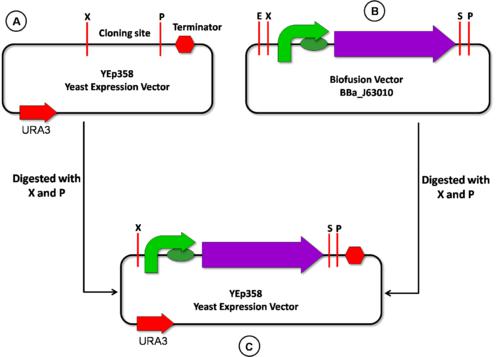 A
X
P
Terminator
Cloning site
YEp358
Yeast Expression Vector
URA3
B
E X
S P
Biofusion Vector
BBa_J63010
Digested with
X and P
Digested with
X and P
X
S P
YEp358
Yeast Expression Vector
URA3
C